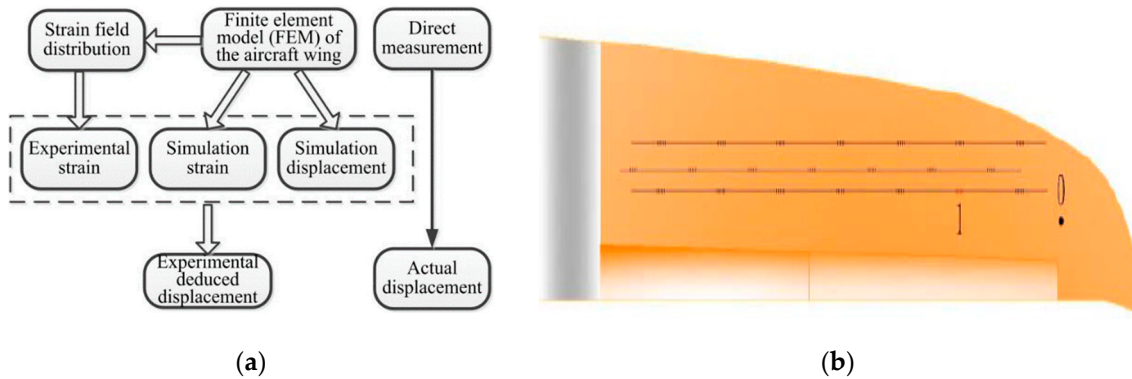 Strain field
distribution
Finite element
model (FEM) of
the aircraft wing
Direct
measurement
Experimental
strain
Simulation
strain
Simulation
displacement
Experimental
deduced
displacement
Actual
displacement
(a)
(b)